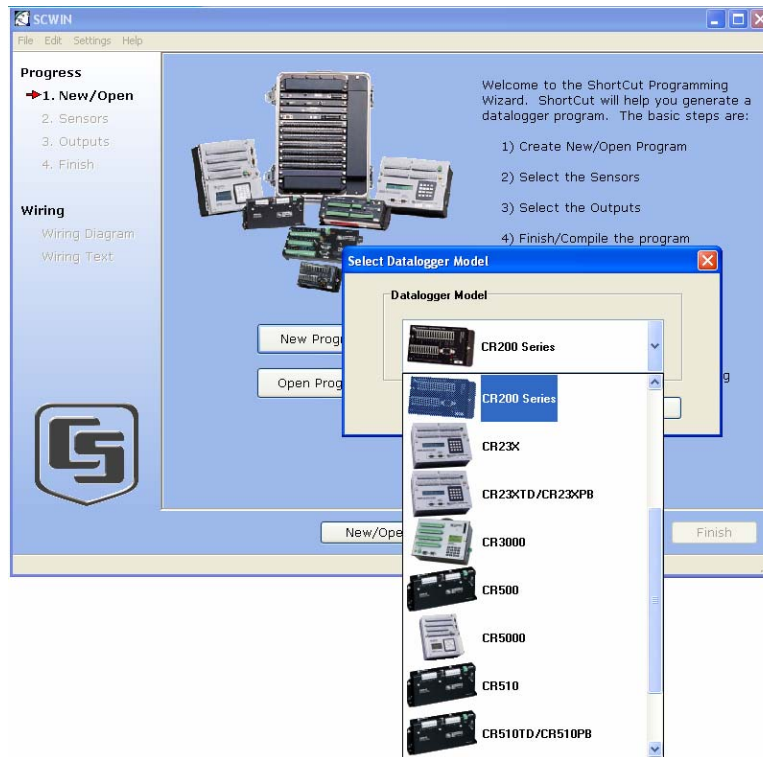 SCWIN
File Edit Settings Help
Progress
1. New/Open
2. Sensors
3. Outputs
4. Finish
Wiring
Wiring Diagram
Wiring Text
Welcome to the ShortCut Programming
Wizard. ShortCut will help you generate a
datalogger program. The basic steps are:
1) Create New/Open Program
2) Select the Sensors
3) Select the Outputs
4) Finish/Compile the program
Select Datalogger Model
Datalogger Model
CR200 Series
CR200 Series
CR23X
CR23XTD/CR23XPB
CR3000
CR500
CR5000
CR510
CR510TD/CR510PB
New Prog
Open Prog
g
New/Ope
Finish